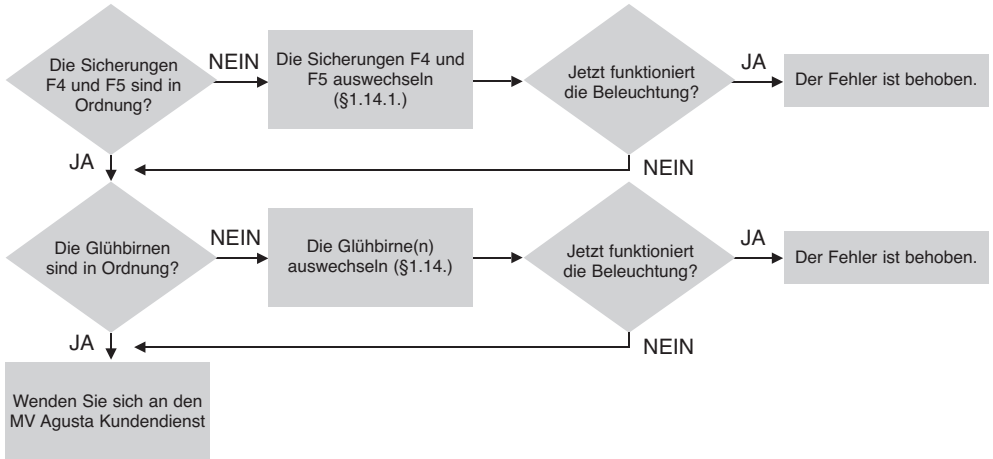 Die Sicherungen
F4 und F5 sind in
Ordnung?
NEIN
Die Sicherungen F4 und
F5 auswechseln
(§1.14.1.)
Jetzt funktioniert
die Beleuchtung?
JA
Der Fehler ist behoben.
JA
NEIN
Die Glühbirnen
sind in Ordnung?
NEIN
Die Glühbirne(n)
auswechseln (§1.14.)
Jetzt funktioniert
die Beleuchtung?
JA
Der Fehler ist behoben.
JA
NEIN
Wenden Sie sich an den
MV Agusta Kundendienst